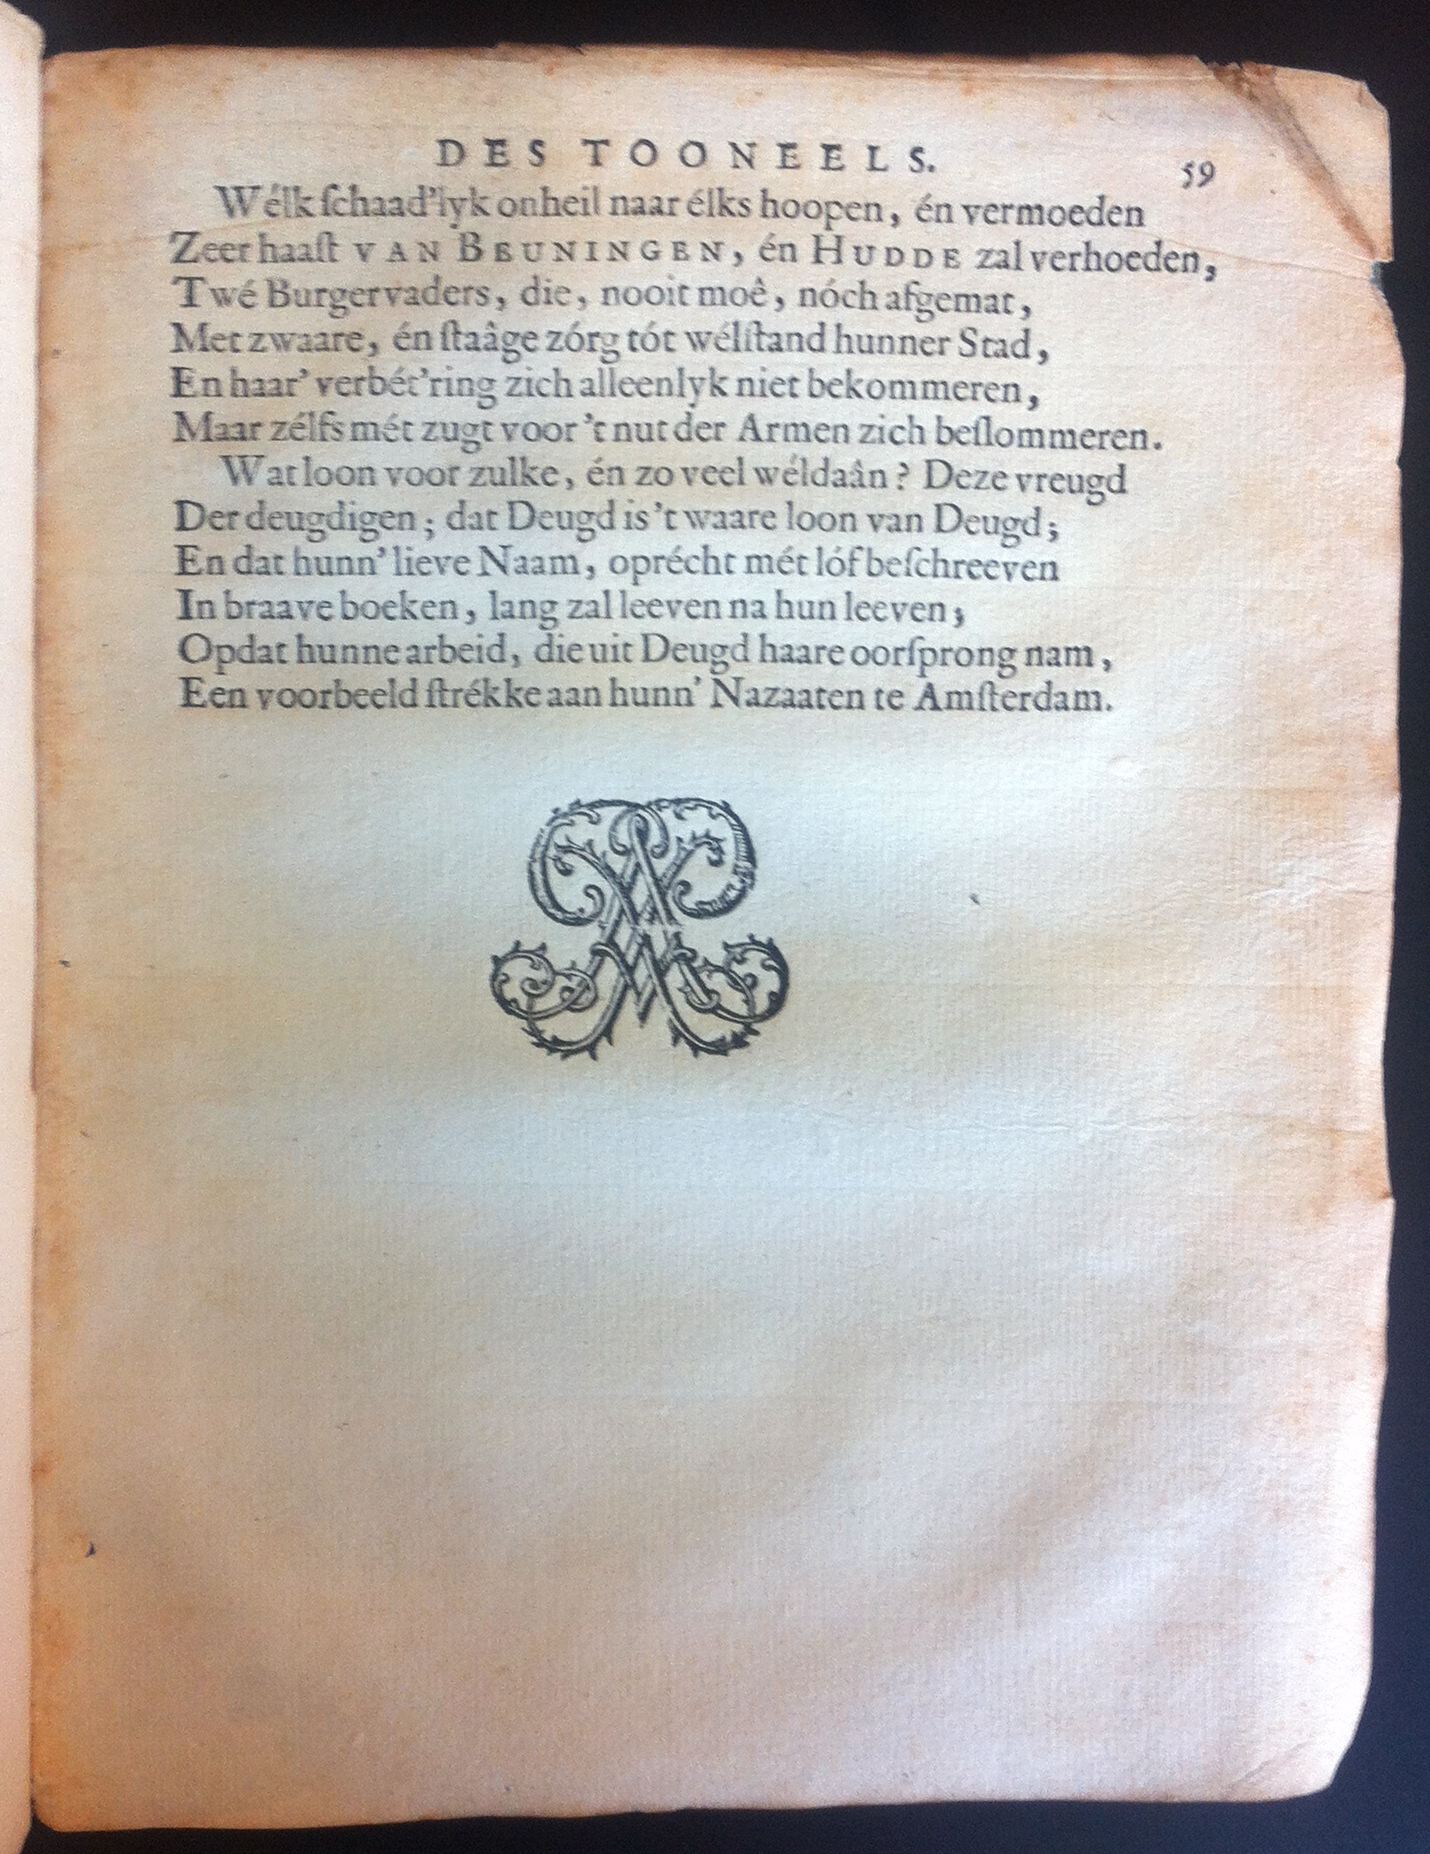 DES TOONEELS. 59
Wélk ſchaad'lyk onheil naar élks hoopen, én vermoeden
Zeer haaſt VAN BEUNINGEN, én HUDDE zal verhoeden,
Twé Burgervaders, die, nooit moê, nóch afgemat,
Met zwaare, én ſtaâge zórg tót wélſtand hunner Stad,
En haar' verbét'ring zich alleenlyk niet bekommeren,
Maar zélfs mét zugt voor 't nut der Armen zich beſlommeren.
Wat loon voor zulke, én zo veel wéldaân? Deze vreugd
Der deugdigen; dat Deugd is 't waare loon van Deugd;
En dat hunn' lieve Naam, oprécht mét lóf beſchreeven
In braave boeken, lang zal leeven na hun leeven;
Opdat hunne arbeid, die uit Deugd haare oorſprong nam,
Een voorbeeld ſtrékke aan hunn' Nazaaten te Amſterdam.